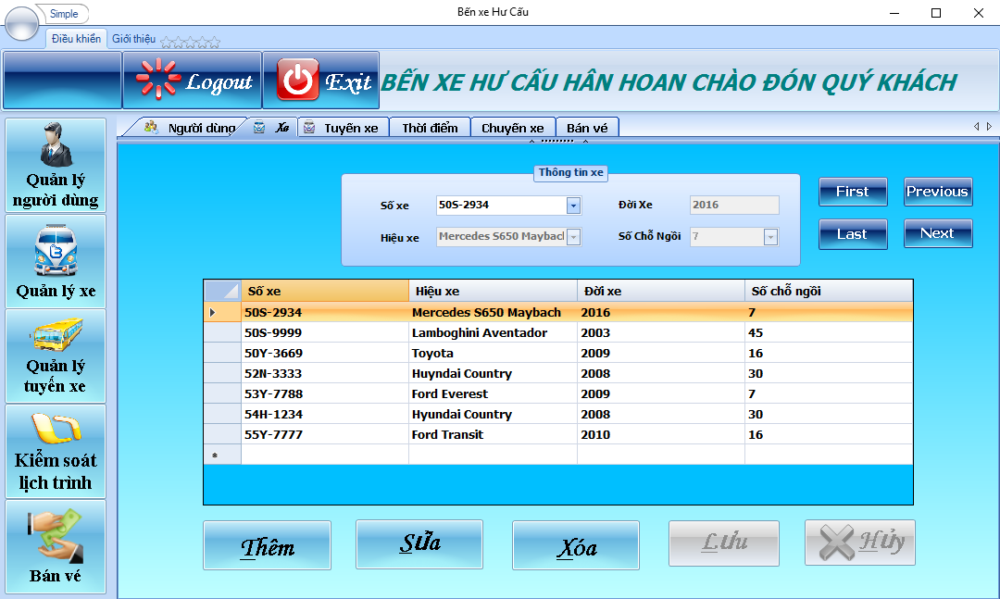 Simple
Bến xe Hư Cấu
Điều khiển Giới thiệu
Logout Exit BẾN XE HƯ CẤU HÂN HOAN CHÀO ĐÓN QUÝ KHÁCH
Người dùng Xe Tuyến xe Thời điểm Chuyến xe Bán vé
Quản lý
người dùng
Quản lý xe
Quản lý
tuyến xe
Kiểm soát
lịch trình
Bán vé
Thông tin xe
Số xe 50S-2934 Đời Xe 2016
Hiệu xe Mercedes S650 Maybach Số Chỗ Ngồi 7
First Previous
Last Next
Số xe Hiệu xe Đời xe Số chỗ ngồi
50S-2934 Mercedes S650 Maybach 2016 7
50S-9999 Lamboghini Aventador 2003 45
50Y-3669 Toyota 2009 16
52N-3333 Huyndai Country 2008 30
53Y-7788 Ford Everest 2009 7
54H-1234 Hyundai Country 2008 30
55Y-7777 Ford Transit 2010 16
*
Thêm Sửa Xóa Lưu Hủy